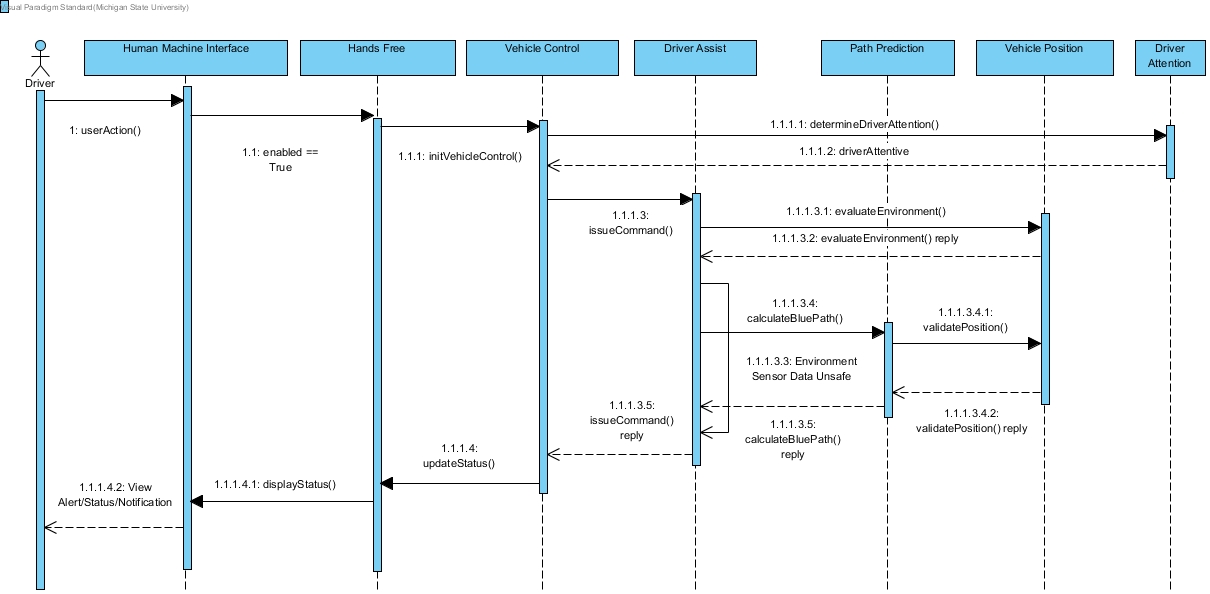 Visual Paradigm Standard(Michigan State University)
Human Machine Interface
Hands Free
Vehicle Control
Driver Assist
Path Prediction
Vehicle Position
Driver
Attention
Driver
1: userAction()
1.1: enabled ==
True
1.1.1: initVehicleControl()
1.1.1.1: determineDriverAttention()
1.1.1.2: driverAttentive
1.1.1.3:
issueCommand()
1.1.1.3.1: evaluateEnvironment()
1.1.1.3.2: evaluateEnvironment() reply
1.1.1.3.4:
calculateBluePath()
1.1.1.3.4.1:
validatePosition()
1.1.1.3.3: Environment
Sensor Data Unsafe
1.1.1.3.5:
issueCommand()
reply
1.1.1.3.5:
calculateBluePath()
reply
1.1.1.3.4.2:
validatePosition() reply
1.1.1.4:
updateStatus()
1.1.1.4.1: displayStatus()
1.1.1.4.2: View
Alert/Status/Notification